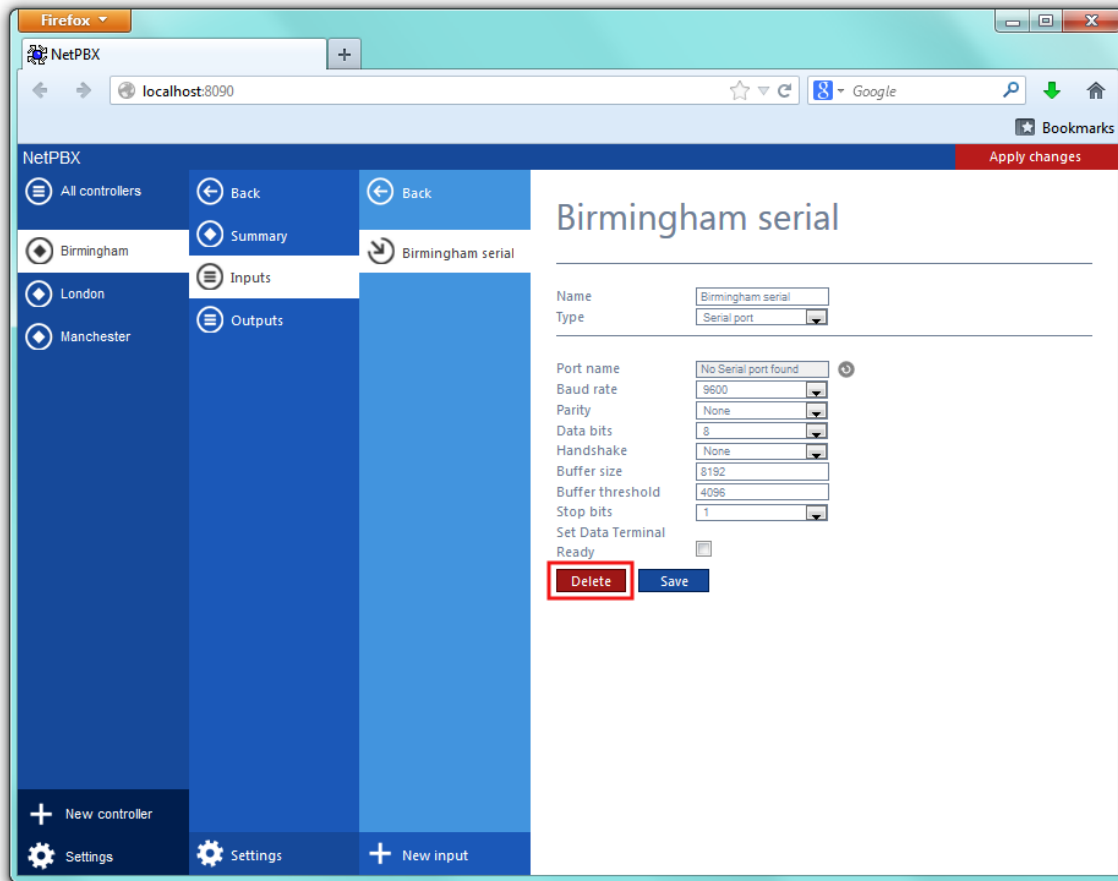 Firefox
NetPBX
localhost:8090
Google
Bookmarks
NetPBX
Apply changes
All controllers
Birmingham
London
Manchester
New controller
Settings
Back
Summary
Inputs
Outputs
Settings
Back
Birmingham serial
New input
Birmingham serial
Name Birmingham serial
Type Serial port
Port name No Serial port found
Baud rate 9600
Parity None
Data bits 8
Handshake None
Buffer size 8192
Buffer threshold 4096
Stop bits 1
Set Data Terminal
Ready
Delete Save